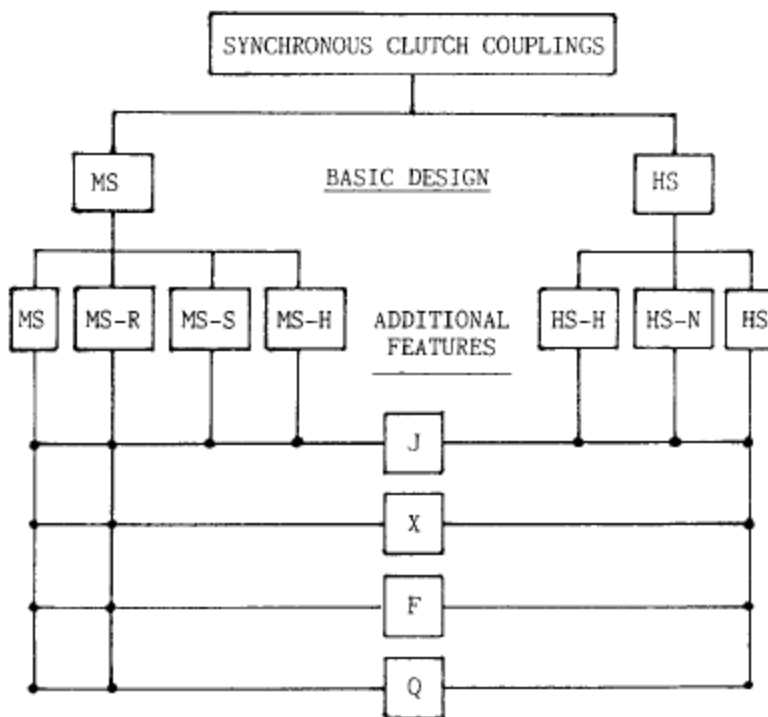 SYNCHRONOUS CLUTCH COUPLINGS
MS
BASIC DESIGN
HS
MS
MS-R
MS-S
MS-H
ADDITIONAL
FEATURES
HS-H
HS-N
HS
J
X
F
Q